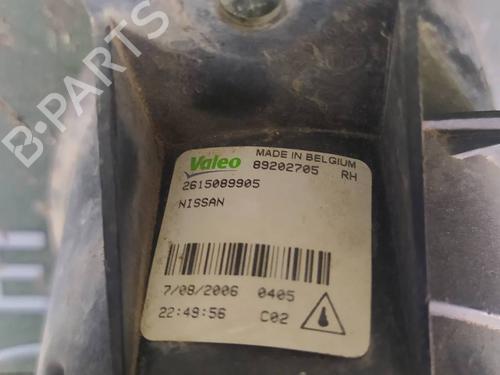 B-PARTS
Valeo MADE IN BELGIUM
89202705 RH
2615089905
NISSAN
7/08/2006 0405
22:49:56 C02